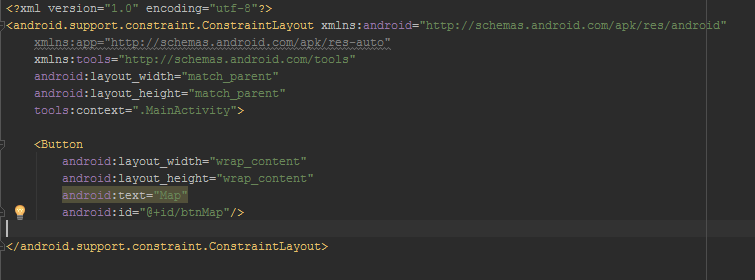 <?xml version="1.0" encoding="utf-8"?>
<android.support.constraint.ConstraintLayout xmlns:android="http://schemas.android.com/apk/res/android"
xmlns:app="http://schemas.android.com/apk/res-auto"
xmlns:tools="http://schemas.android.com/tools"
android:layout_width="match_parent"
android:layout_height="match_parent"
tools:context=".MainActivity">
<Button
android:layout_width="wrap_content"
android:layout_height="wrap_content"
android:text="Map"
android:id="@+id/btnMap"/>
</android.support.constraint.ConstraintLayout>